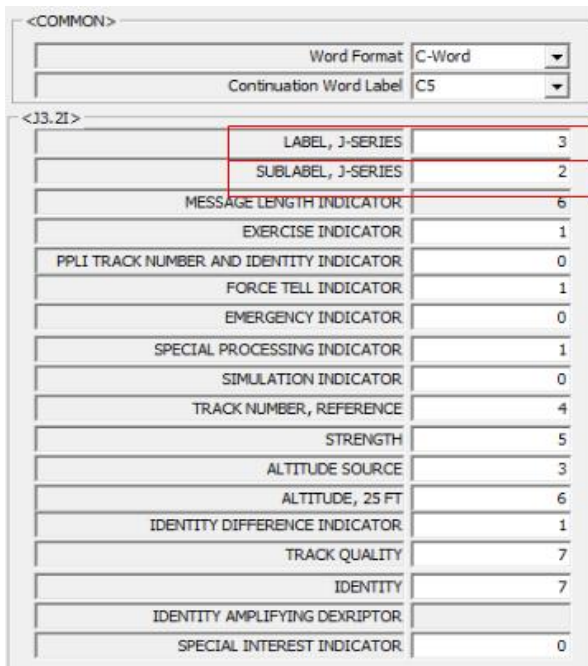 <COMMON>
Word Format C-Word
Continuation Word Label C5
<J3.2I>
LABEL, J-SERIES 3
SUBLABEL, J-SERIES 2
MESSAGE LENGTH INDICATOR 6
EXERCISE INDICATOR 1
PPLI TRACK NUMBER AND IDENTITY INDICATOR 0
FORCE TELL INDICATOR 1
EMERGENCY INDICATOR 0
SPECIAL PROCESSING INDICATOR 1
SIMULATION INDICATOR 0
TRACK NUMBER, REFERENCE 4
STRENGTH 5
ALTITUDE SOURCE 3
ALTITUDE, 25 FT 6
IDENTITY DIFFERENCE INDICATOR 1
TRACK QUALITY 7
IDENTITY 7
IDENTITY AMPLIFYING DEXRIPTOR
SPECIAL INTEREST INDICATOR 0